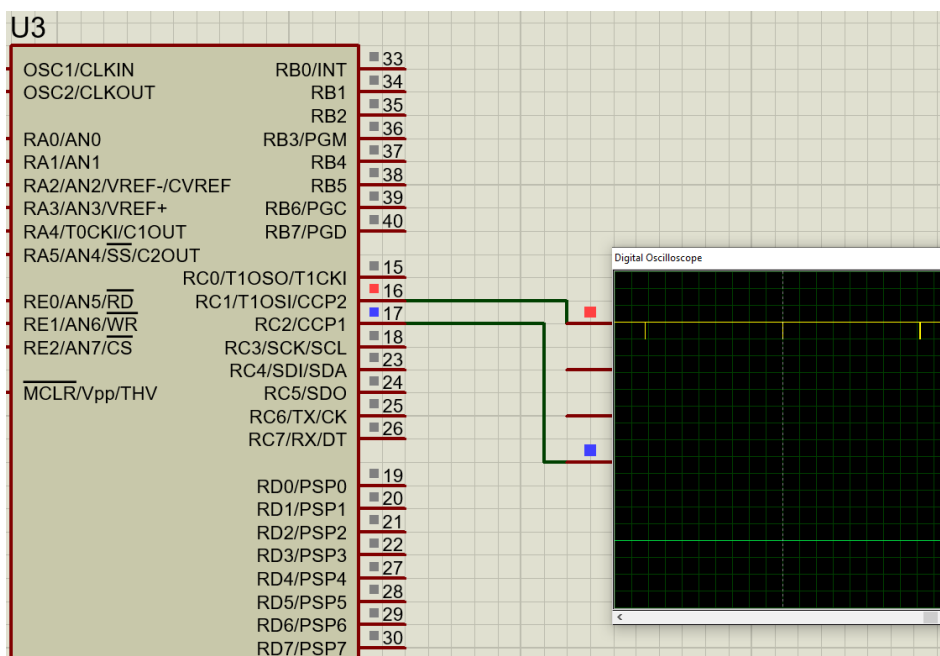 U3
33
OSC1/CLKIN RB0/INT
34
OSC2/CLKOUT RB1
35
RB2
36
RA0/AN0 RB3/PGM
37
RA1/AN1 RB4
38
RA2/AN2/VREF-/CVREF RB5
39
RA3/AN3/VREF+ RB6/PGC
40
RA4/T0CKI/C1OUT RB7/PGD
RA5/AN4/SS/C2OUT
Digital Oscilloscope
15
RC0/T1OSO/T1CKI
16
RE0/AN5/RD RC1/T1OSI/CCP2
17
RE1/AN6/WR RC2/CCP1
18
RE2/AN7/CS RC3/SCK/SCL
23
RC4/SDI/SDA
24
MCLR/Vpp/THV RC5/SDO
25
RC6/TX/CK
26
RC7/RX/DT
19
RD0/PSP0
20
RD1/PSP1
21
RD2/PSP2
22
RD3/PSP3
27
RD4/PSP4
28
RD5/PSP5
29
RD6/PSP6
30
RD7/PSP7